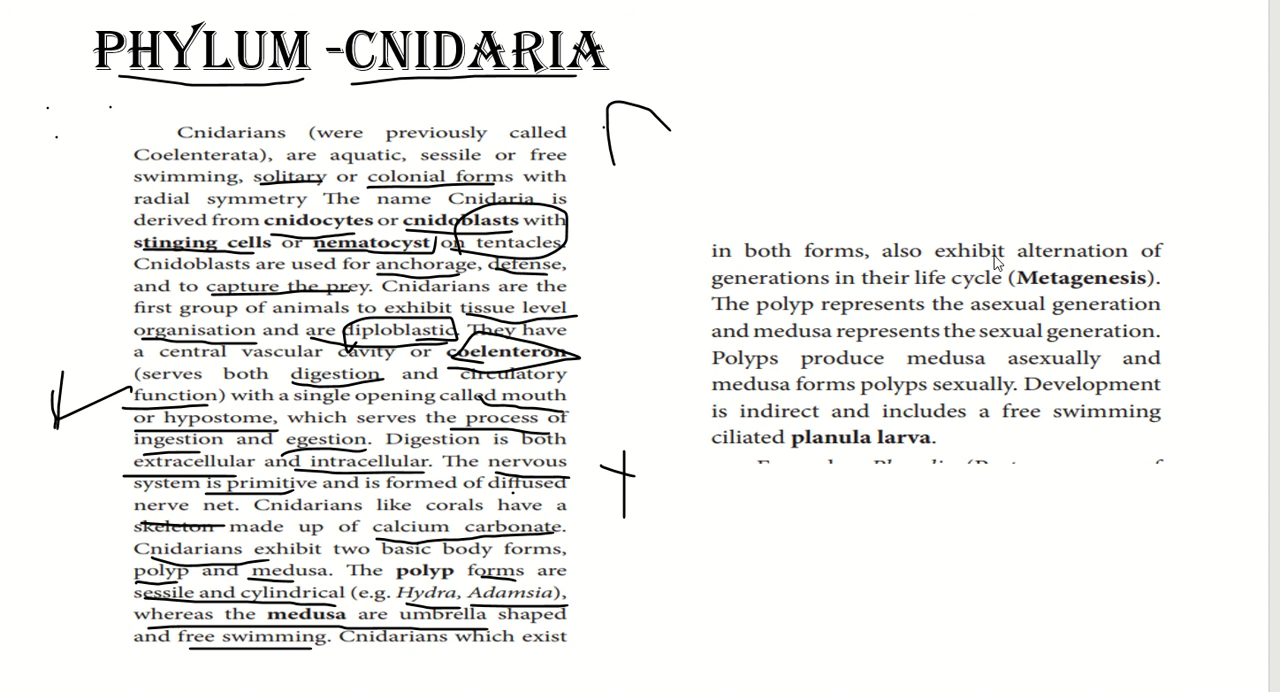 PHYLUM -CNIDARIA
Cnidarians (were previously called
Coelenterata), are aquatic, sessile or free
swimming, solitary or colonial forms with
radial symmetry The name Cnidaria is
derived from cnidocytes or cnidoblasts with
stinging cells or nematocyst on tentacles.
Cnidoblasts are used for anchorage, defense,
and to capture the prey. Cnidarians are the
first group of animals to exhibit tissue level
organisation and are diploblastic. They have
a central vascular cavity or coelenteron
(serves both digestion and circulatory
function) with a single opening called mouth
or hypostome, which serves the process of
ingestion and egestion. Digestion is both
extracellular and intracellular. The nervous
system is primitive and is formed of diffused
nerve net. Cnidarians like corals have a
skeleton made up of calcium carbonate.
Cnidarians exhibit two basic body forms,
polyp and medusa. The polyp forms are
sessile and cylindrical (e.g. Hydra, Adamsia),
whereas the medusa are umbrella shaped
and free swimming. Cnidarians which exist
in both forms, also exhibit alternation of
generations in their life cycle (Metagenesis).
The polyp represents the asexual generation
and medusa represents the sexual generation.
Polyps produce medusa asexually and
medusa forms polyps sexually. Development
is indirect and includes a free swimming
ciliated planula larva.